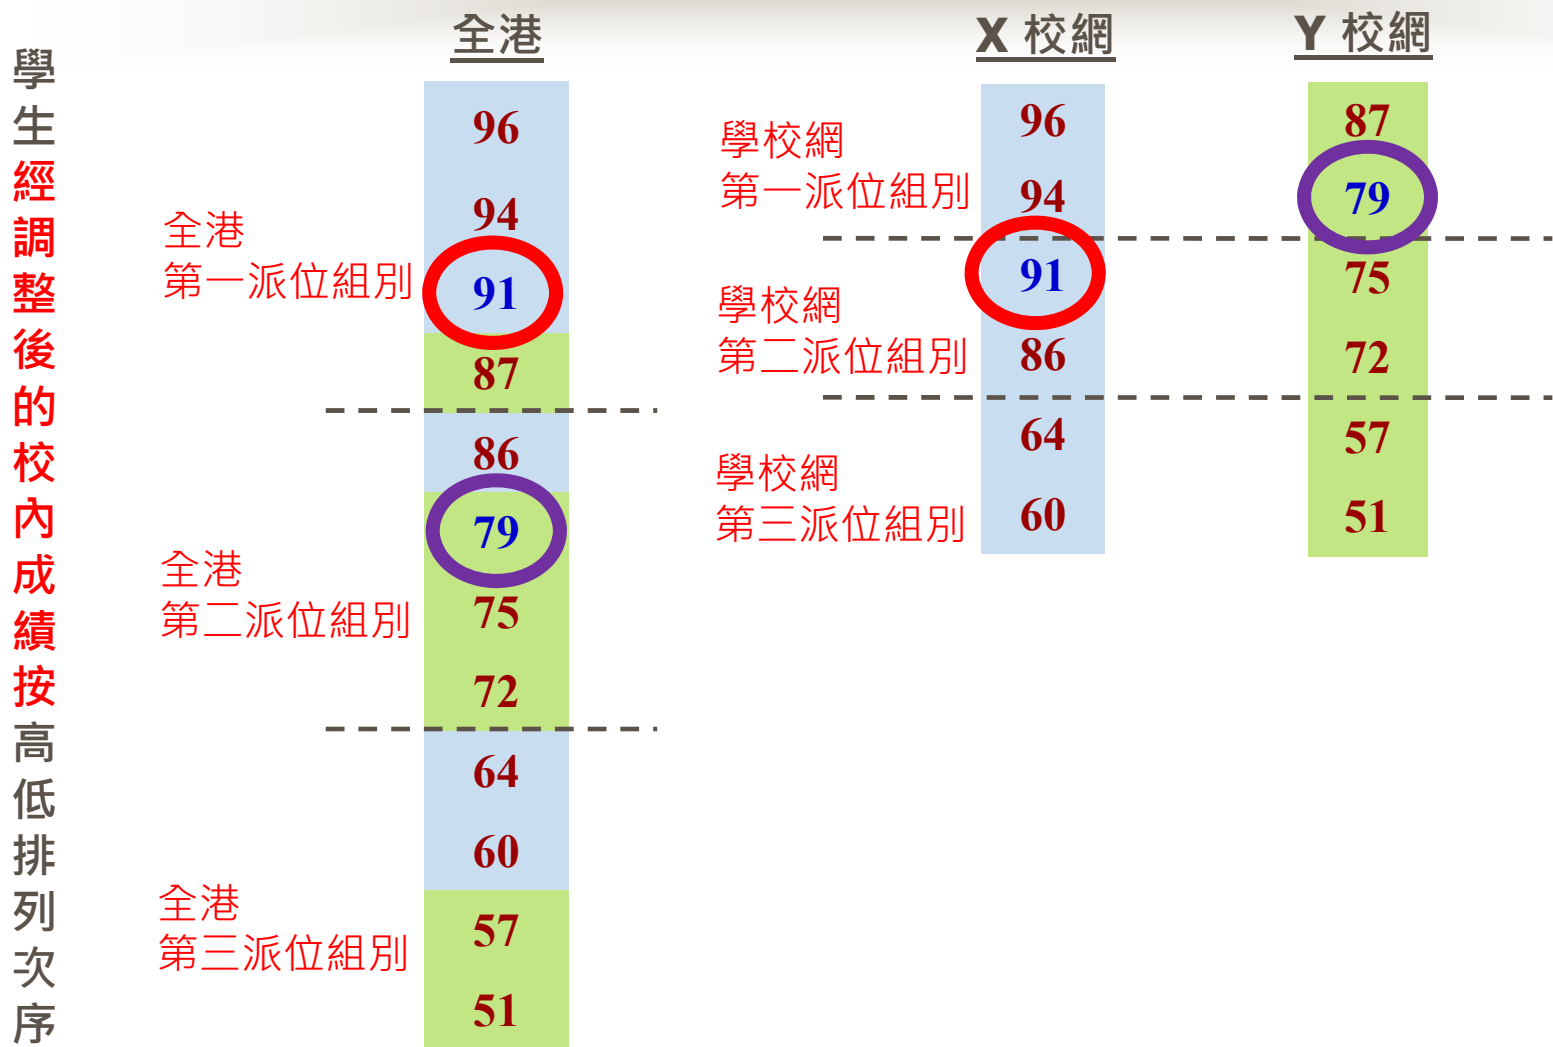 學生經調整後的校內成績按高低排列次序
全港
96
94
91
87
86
79
75
72
64
60
57
51
全港
第一派位組別
全港
第二派位組別
全港
第三派位組別
X 校網
96
94
91
86
64
60
學校網
第一派位組別
學校網
第二派位組別
學校網
第三派位組別
Y 校網
87
79
75
72
57
51